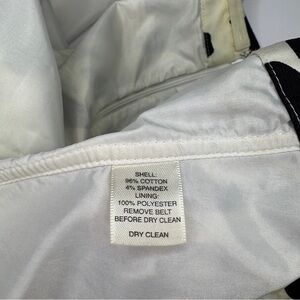 SHELL:
96% COTTON
4% SPANDEX
LINING:
100% POLYESTER
REMOVE BELT
BEFORE DRY CLEAN
DRY CLEAN